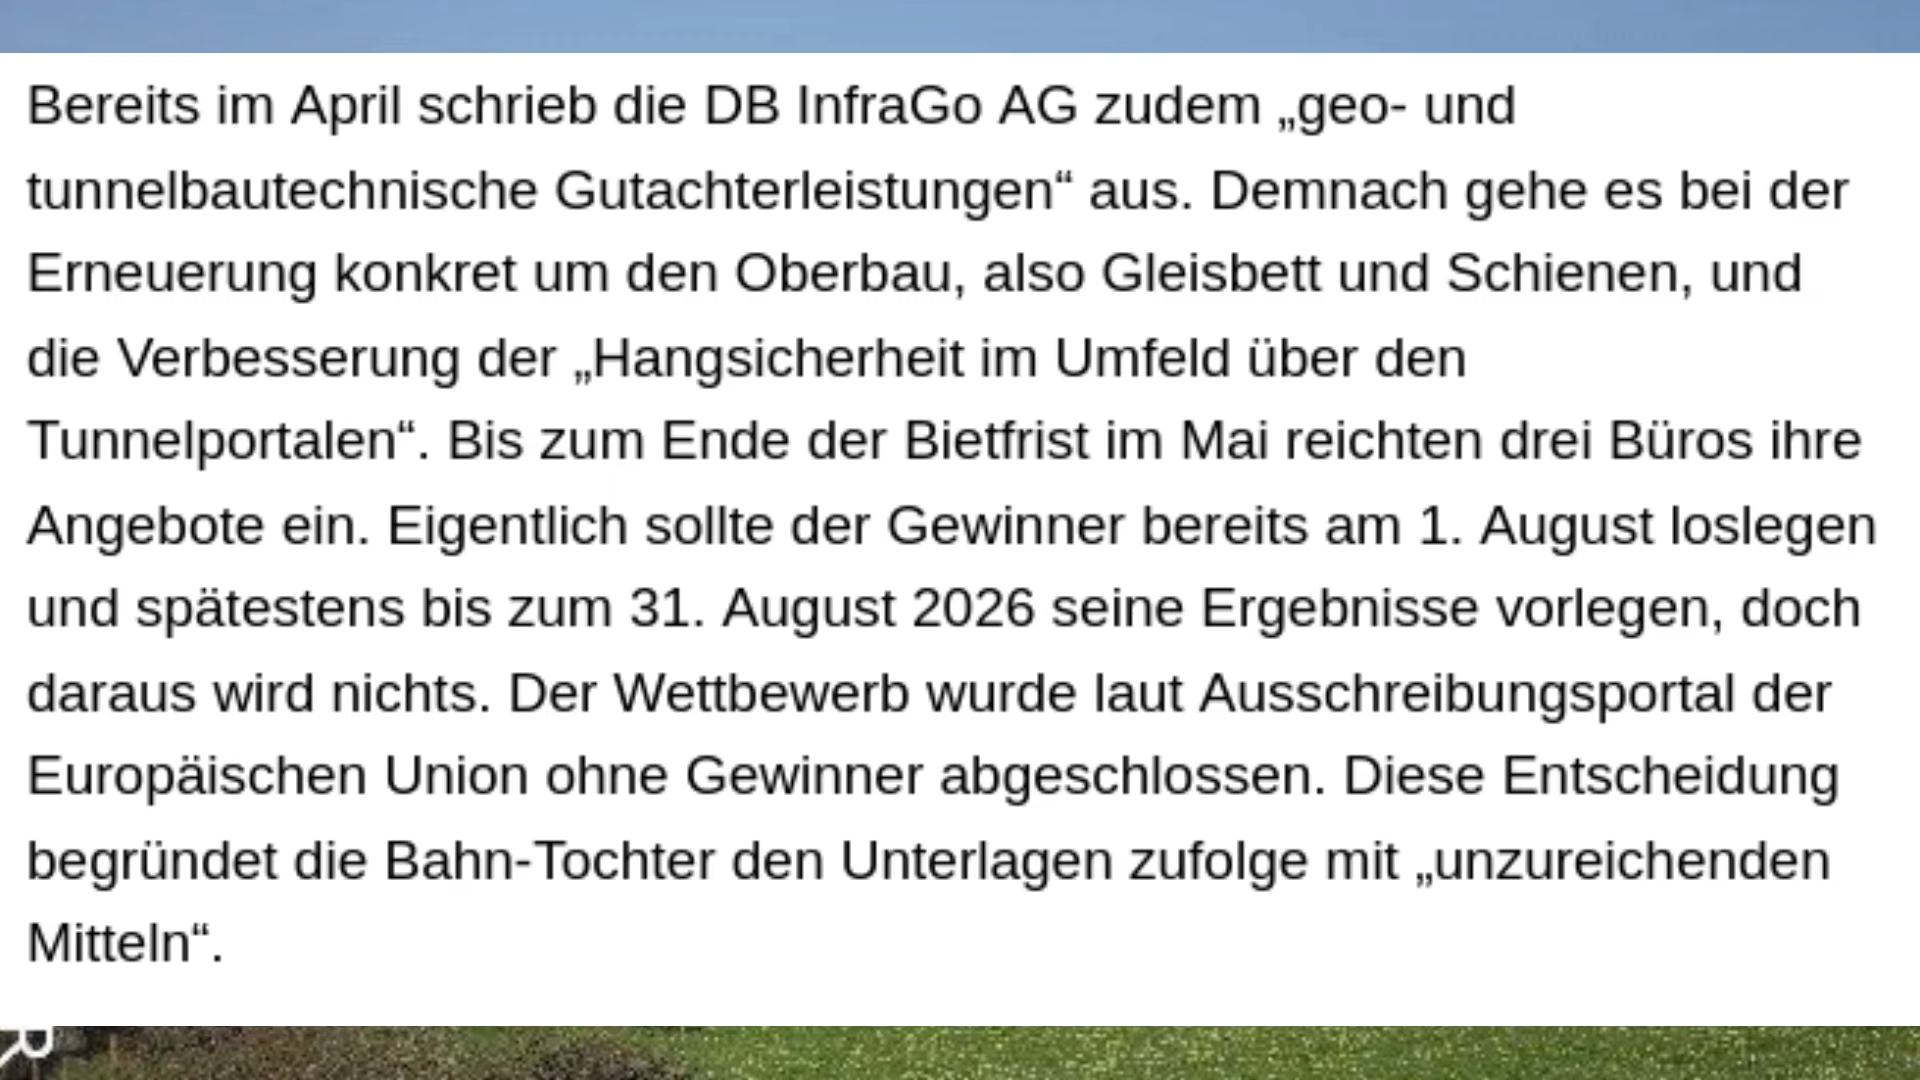 Bereits im April schrieb die DB InfraGo AG zudem „geo- und
tunnelbautechnische Gutachterleistungen“ aus. Demnach gehe es bei der
Erneuerung konkret um den Oberbau, also Gleisbett und Schienen, und
die Verbesserung der „Hangsicherheit im Umfeld über den
Tunnelportalen“. Bis zum Ende der Bietfrist im Mai reichten drei Büros ihre
Angebote ein. Eigentlich sollte der Gewinner bereits am 1. August loslegen
und spätestens bis zum 31. August 2026 seine Ergebnisse vorlegen, doch
daraus wird nichts. Der Wettbewerb wurde laut Ausschreibungsportal der
Europäischen Union ohne Gewinner abgeschlossen. Diese Entscheidung
begründet die Bahn-Tochter den Unterlagen zufolge mit „unzureichenden
Mitteln“.